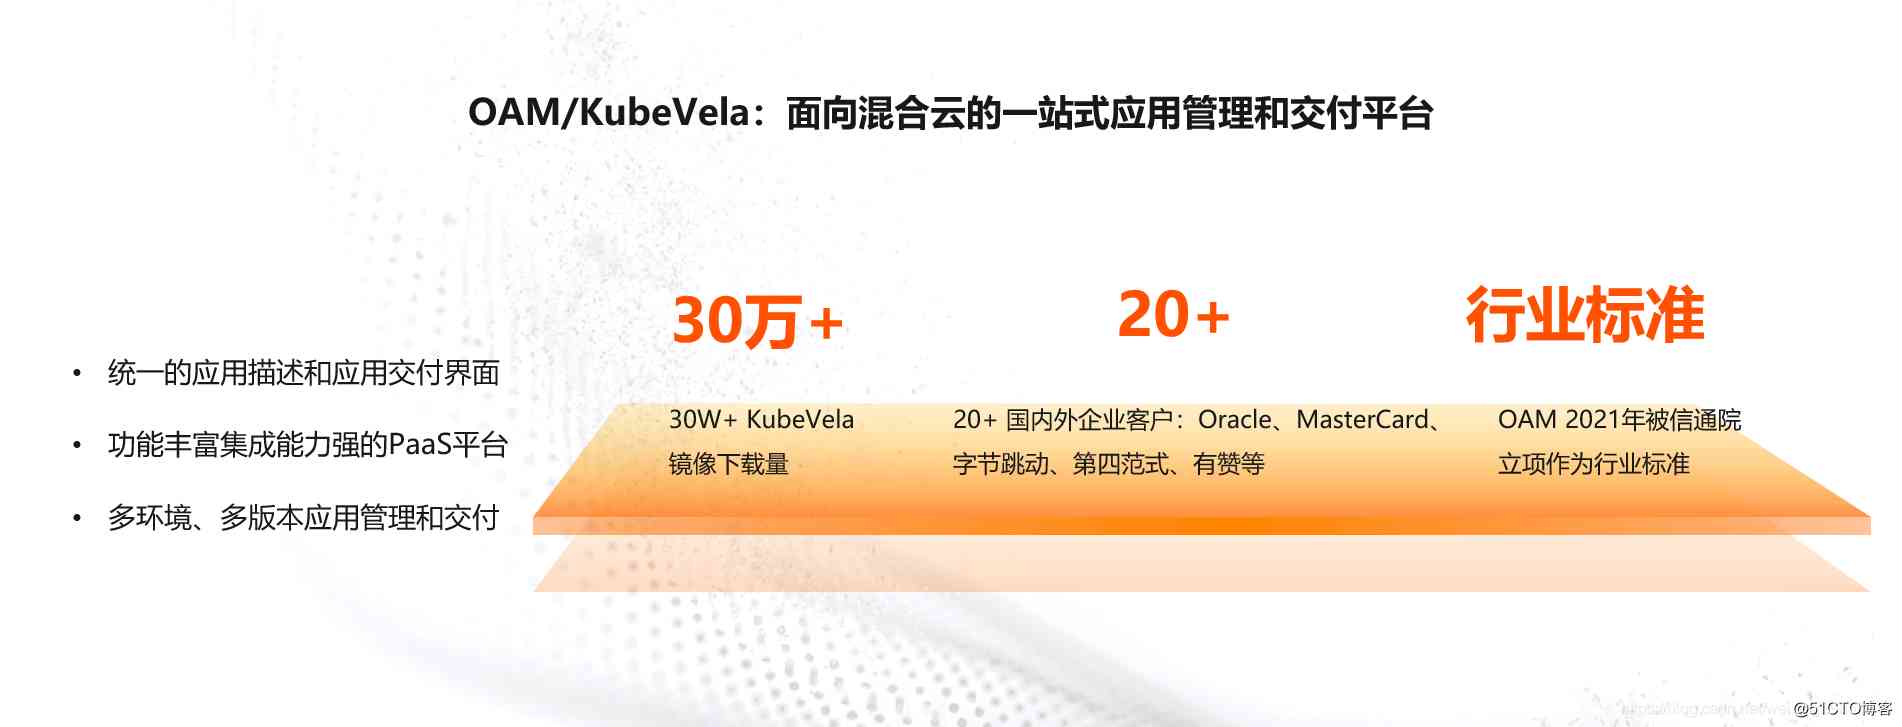 OAM/KubeVela：面向混合云的一站式应用管理和交付平台
• 统一的应用描述和应用交付界面
• 功能丰富集成能力强的PaaS平台
• 多环境、多版本应用管理和交付
30万+
30W+ KubeVela
镜像下载量
20+
20+ 国内外企业客户：Oracle、MasterCard、
字节跳动、第四范式、有赞等
行业标准
OAM 2021年被信通院
立项作为行业标准
@51CTO博客